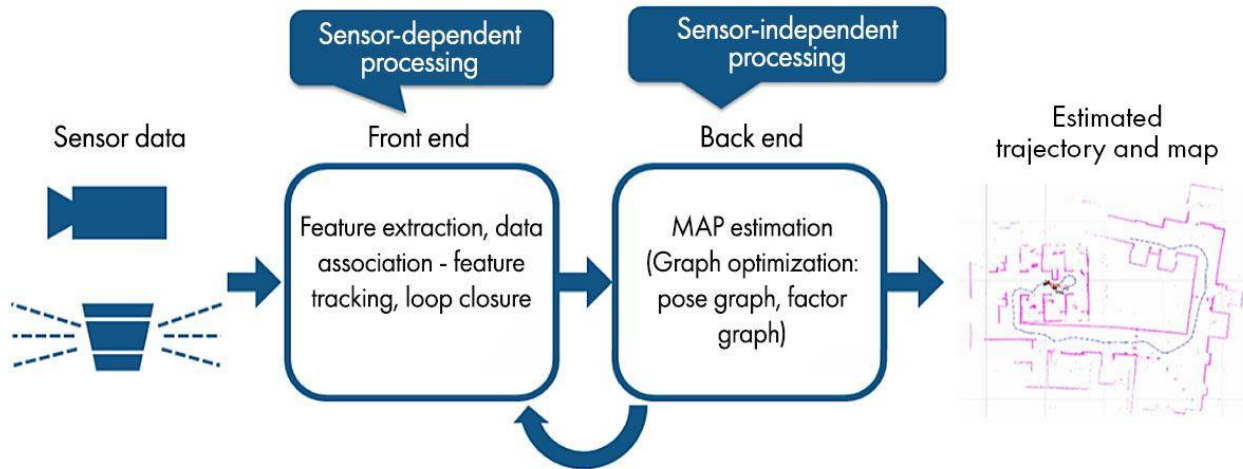 Sensor-dependent
processing
Sensor-independent
processing
Sensor data
Front end
Back end
Estimated
trajectory and map
Feature extraction, data
association - feature
tracking, loop closure
MAP estimation
(Graph optimization:
pose graph, factor
graph)